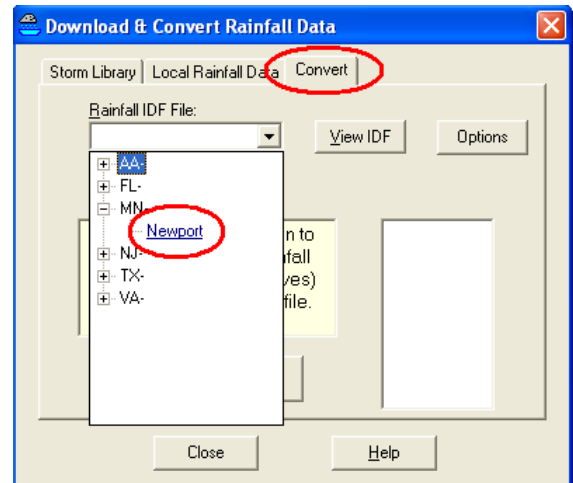 Download & Convert Rainfall Data
Storm Library Local Rainfall Data Convert
Rainfall IDF File:
View IDF Options
AA-
FL-
MN-
Newport n to
NJ- fall
TX- ves)
VA- file.
Close Help